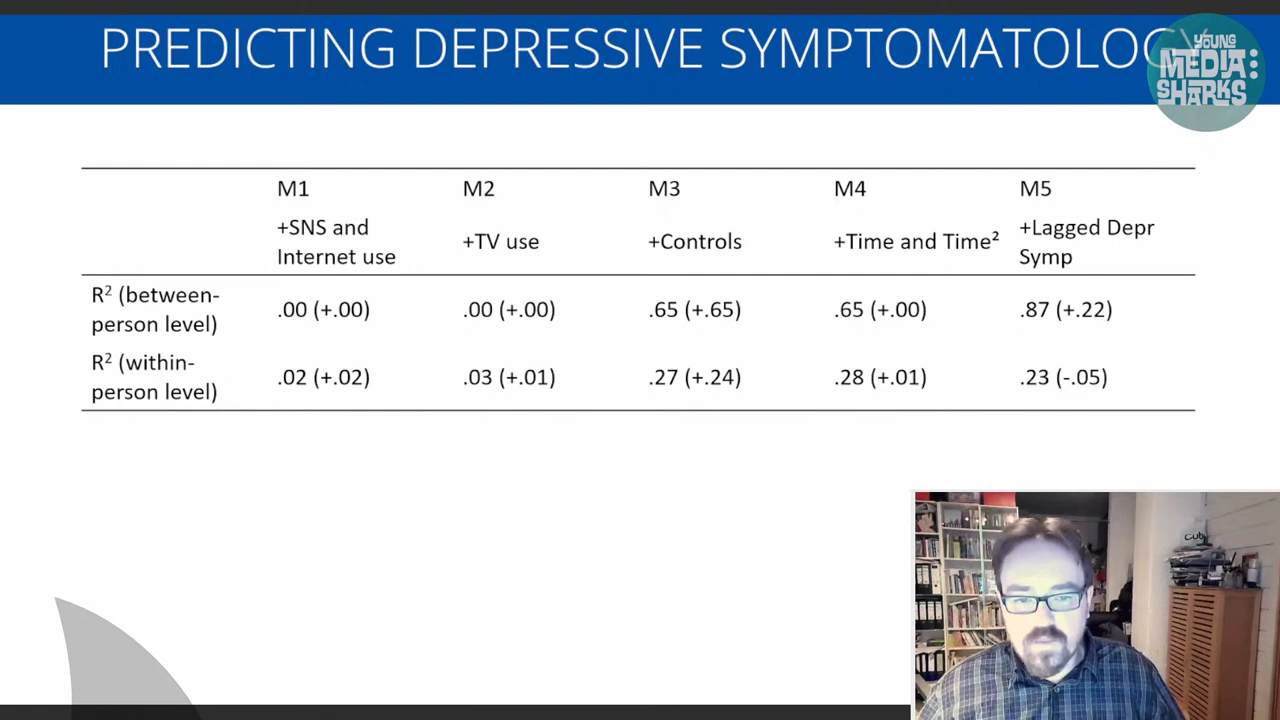 PREDICTING DEPRESSIVE SYMPTOMATOLOGY
YOUNG
MEDIA:
SHARKS
M1 M2 M3 M4 M5
+SNS and Internet use +TV use +Controls +Time and Time² +Lagged Depr Symp
R² (between-person level) .00 (+.00) .00 (+.00) .65 (+.65) .65 (+.00) .87 (+.22)
R² (within-person level) .02 (+.02) .03 (+.01) .27 (+.24) .28 (+.01) .23 (-.05)
cub